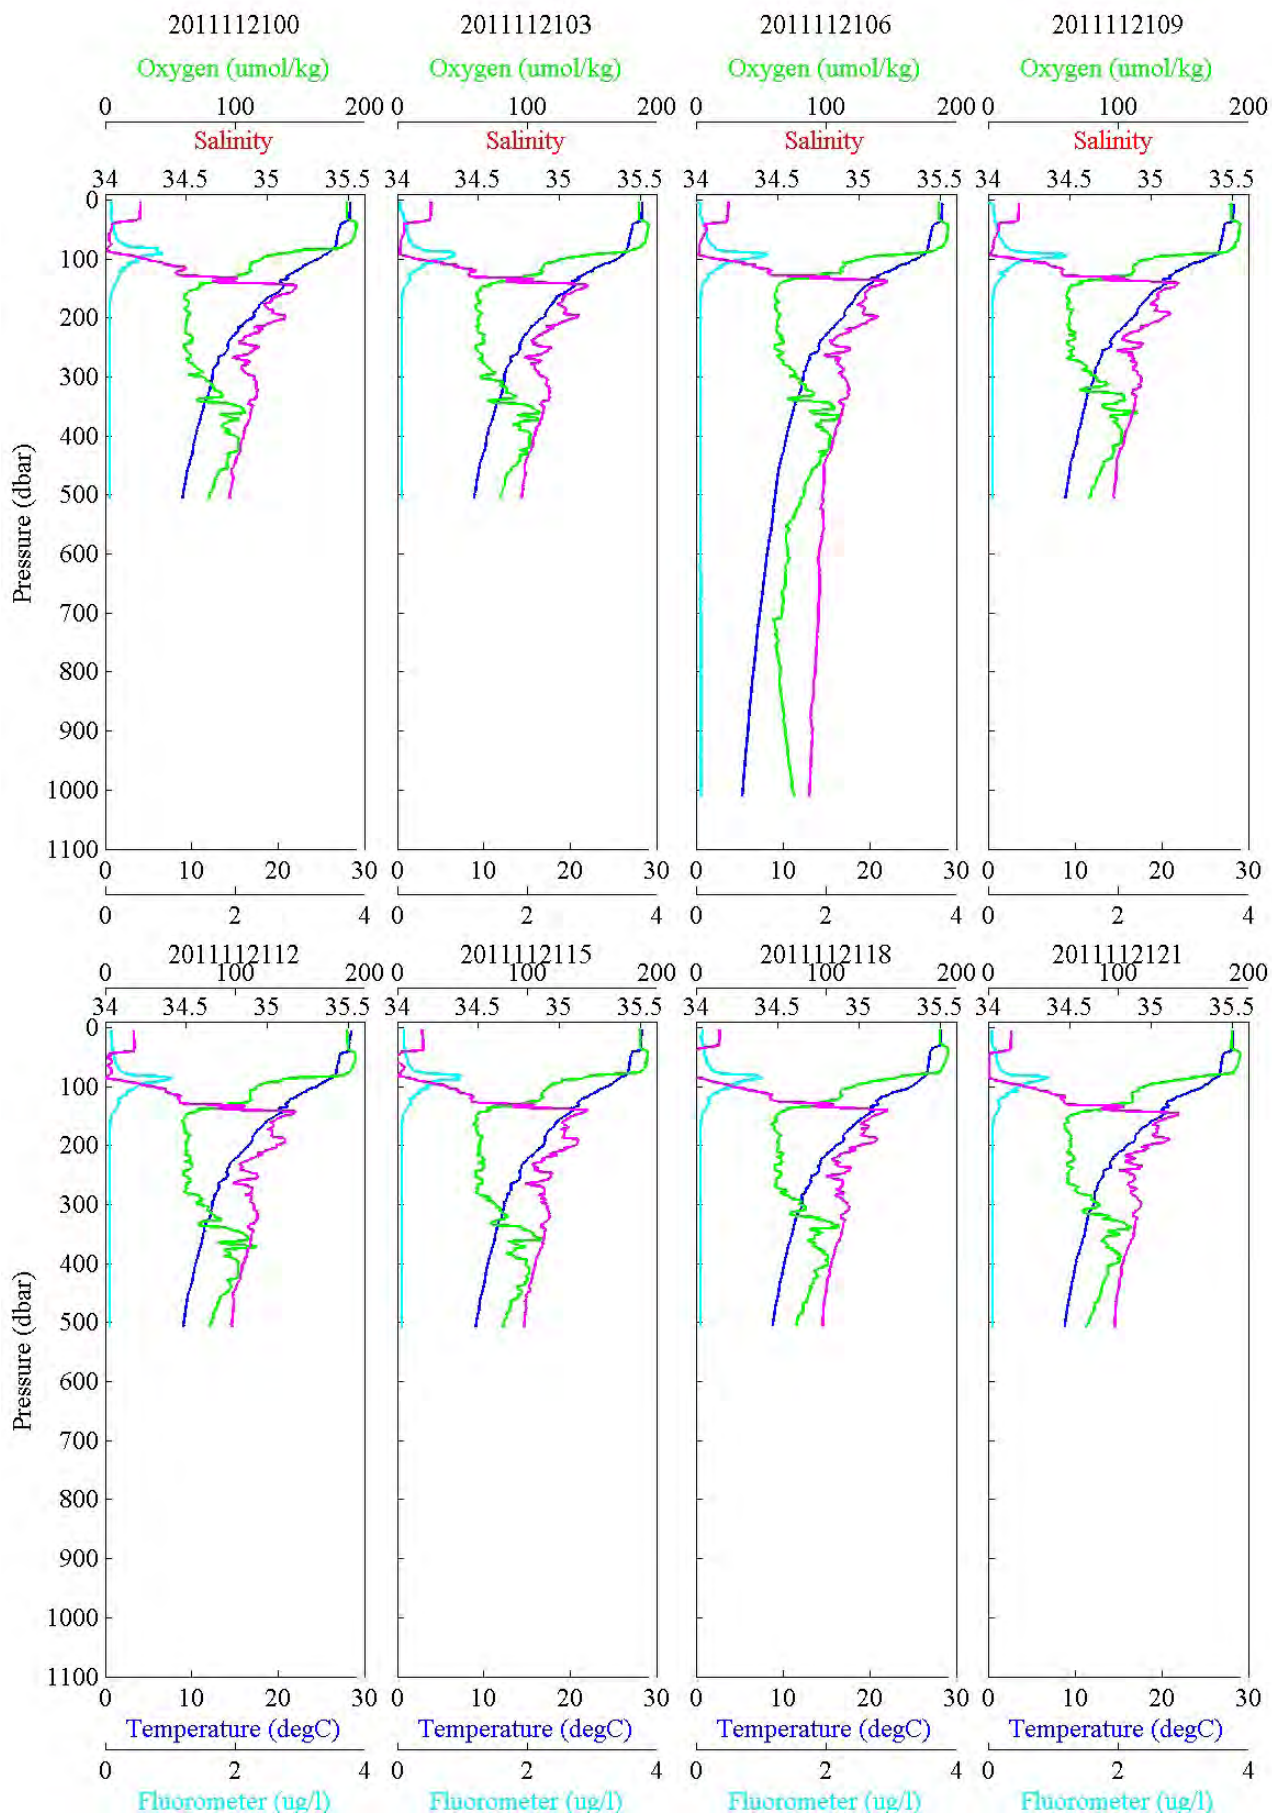 2011112100 2011112103 2011112106 2011112109
Oxygen (umol/kg) Oxygen (umol/kg) Oxygen (umol/kg) Oxygen (umol/kg)
0 100 200 0 100 200 0 100 200 0 100 200
Salinity Salinity Salinity Salinity
34 34.5 35 35.5 34 34.5 35 35.5 34 34.5 35 35.5 34 34.5 35 35.5
0
100
200
300
400
500
600
700
800
900
1000
1100
Pressure (dbar)
0 10 20 30 0 10 20 30 0 10 20 30 0 10 20 30
0 2 4 0 2 4 0 2 4 0 2 4
2011112112 2011112115 2011112118 2011112121
0 100 200 0 100 200 0 100 200 0 100 200
34 34.5 35 35.5 34 34.5 35 35.5 34 34.5 35 35.5 34 34.5 35 35.5
0
100
200
300
400
500
600
700
800
900
1000
1100
Pressure (dbar)
0 10 20 30 0 10 20 30 0 10 20 30 0 10 20 30
Temperature (degC) Temperature (degC) Temperature (degC) Temperature (degC)
0 2 4 0 2 4 0 2 4 0 2 4
Fluorometer (ug/l) Fluorometer (ug/l) Fluorometer (ug/l) Fluorometer (ug/l)